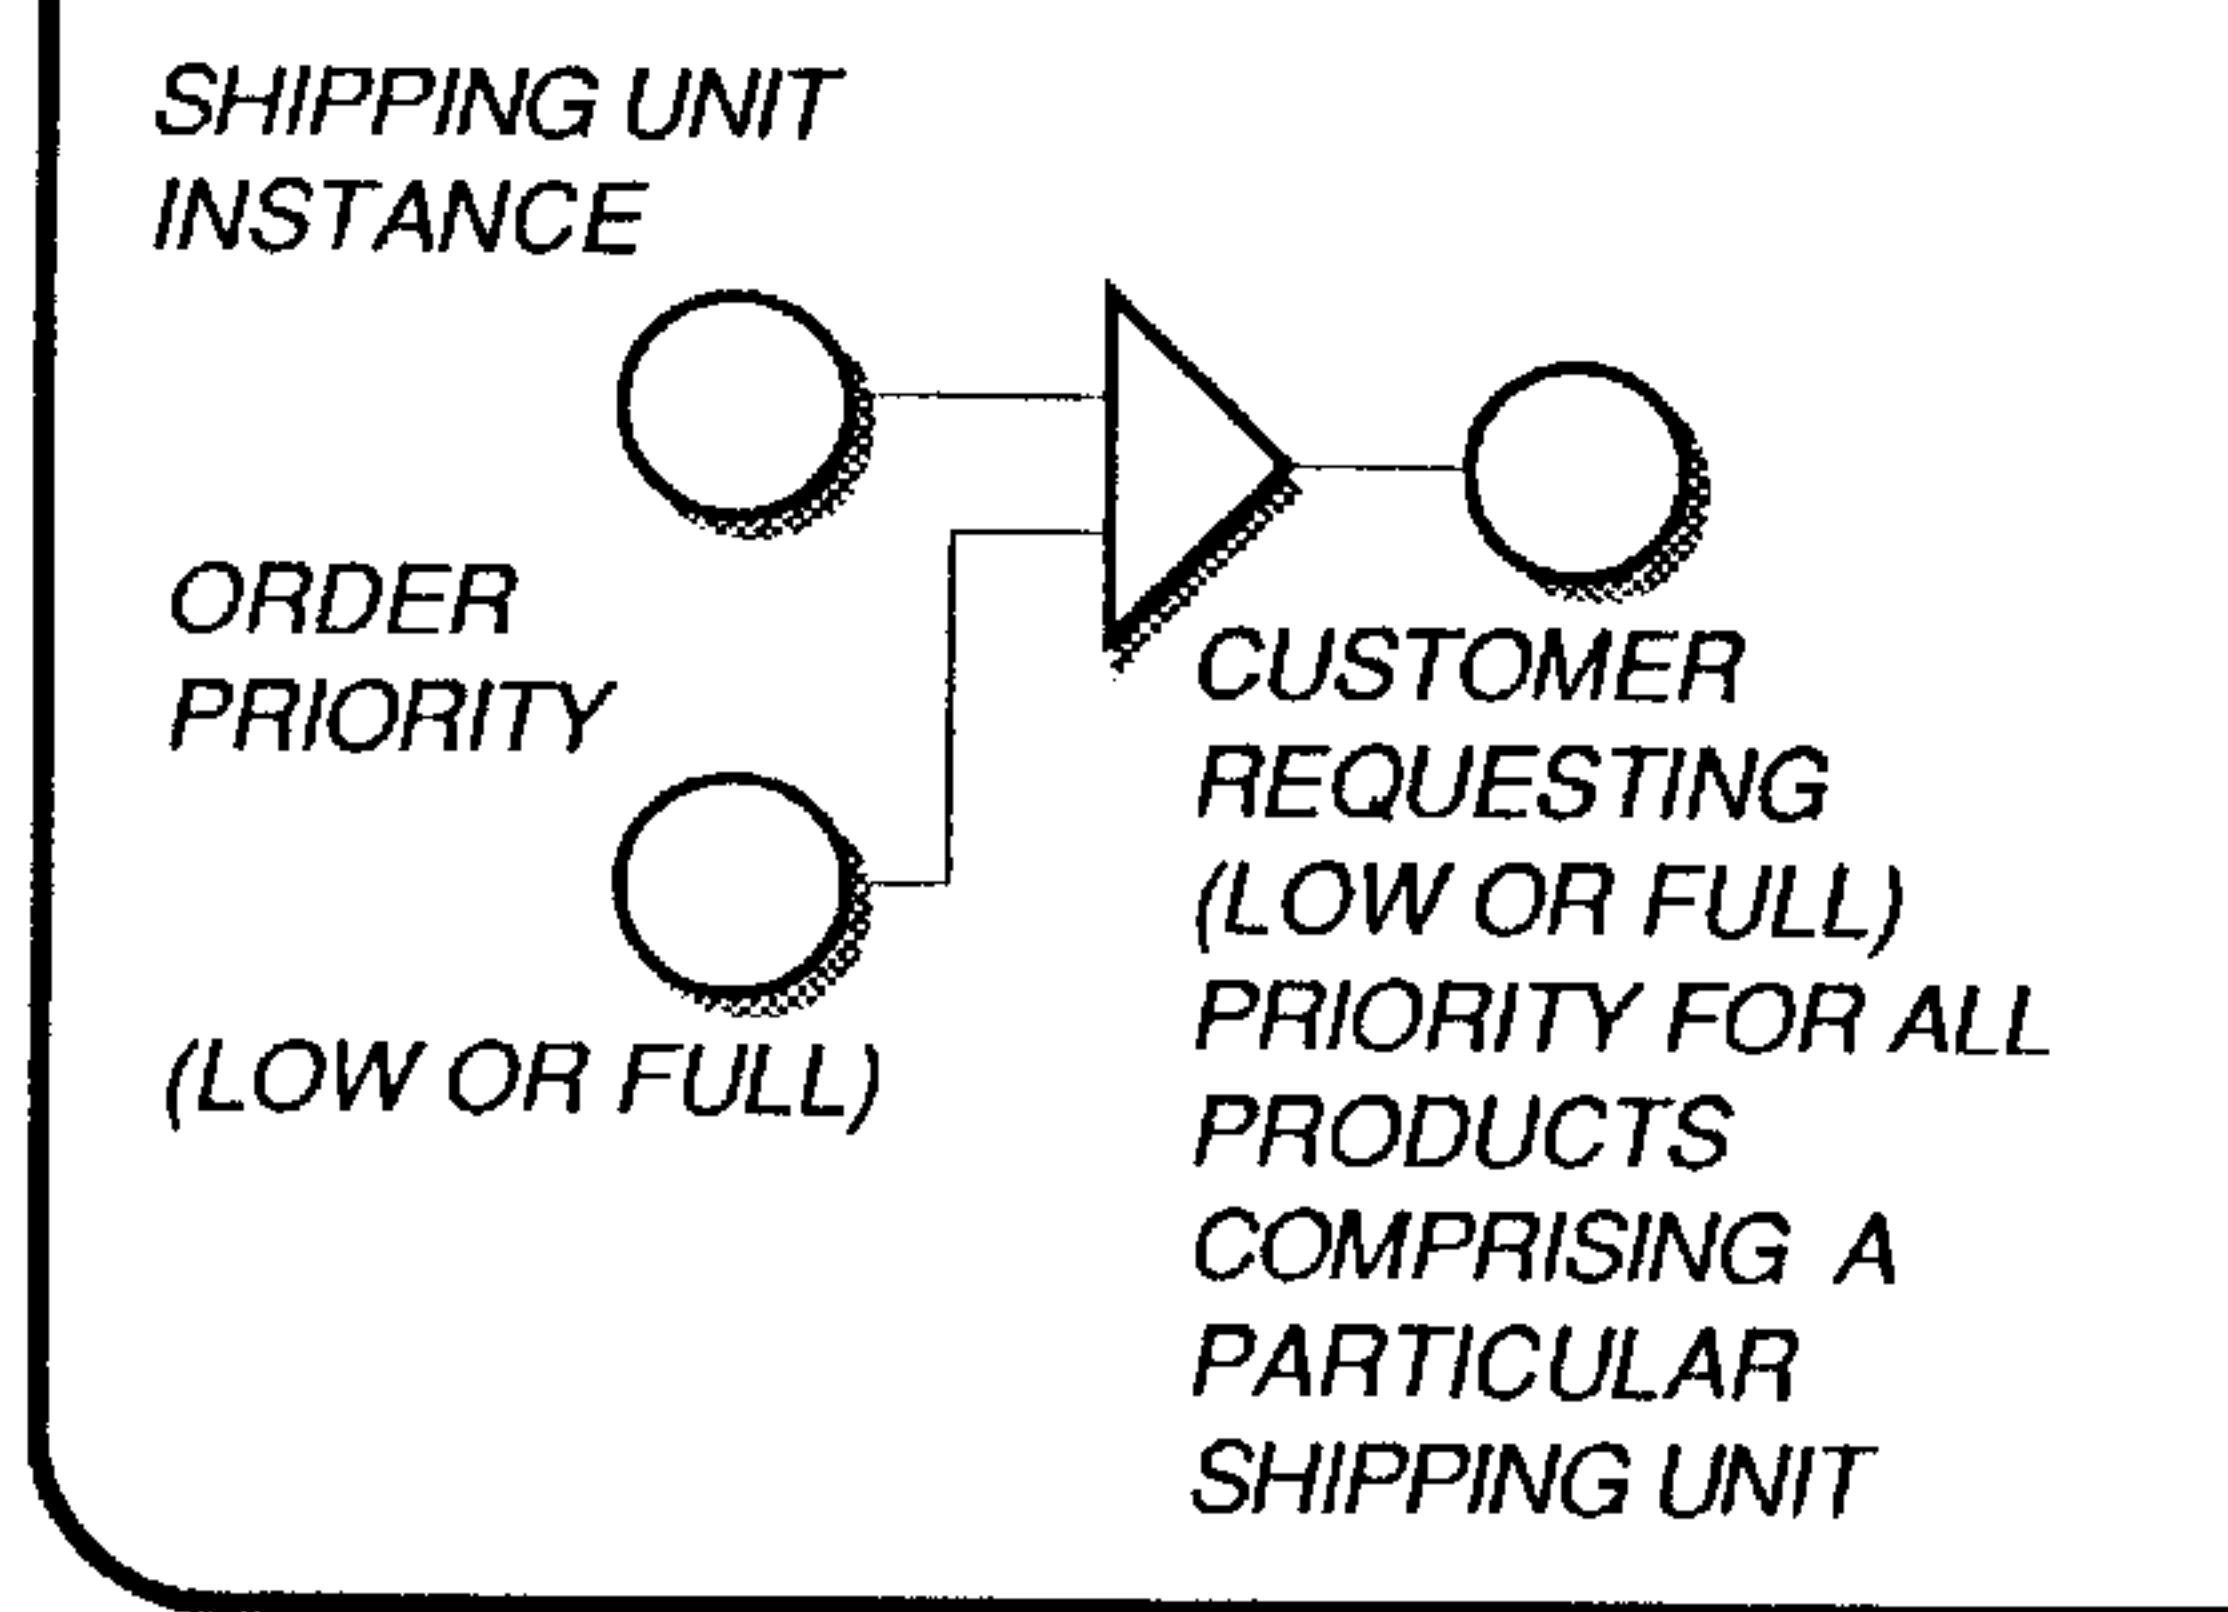 SHIPPING UNIT
INSTANCE
ORDER
PRIORITY
(LOW OR FULL)
CUSTOMER
REQUESTING
(LOW OR FULL)
PRIORITY FOR ALL
PRODUCTS
COMPRISING A
PARTICULAR
SHIPPING UNIT